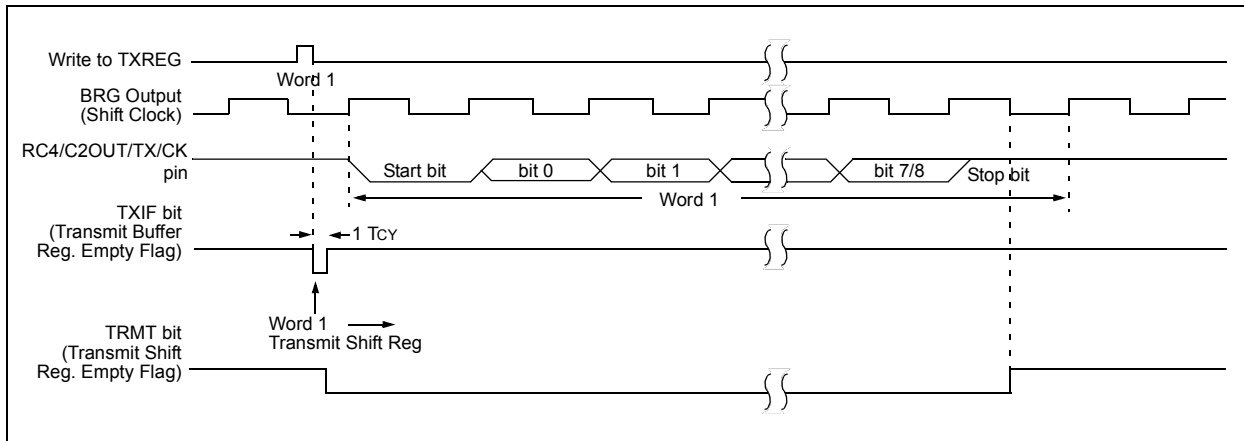 Write to TXREG
Word 1
BRG Output
(Shift Clock)
RC4/C2OUT/TX/CK
pin
Start bit
bit 0
bit 1
bit 7/8
Stop bit
Word 1
TXIF bit
(Transmit Buffer
Reg. Empty Flag)
1 TCY
Word 1
Transmit Shift Reg
TRMT bit
(Transmit Shift
Reg. Empty Flag)